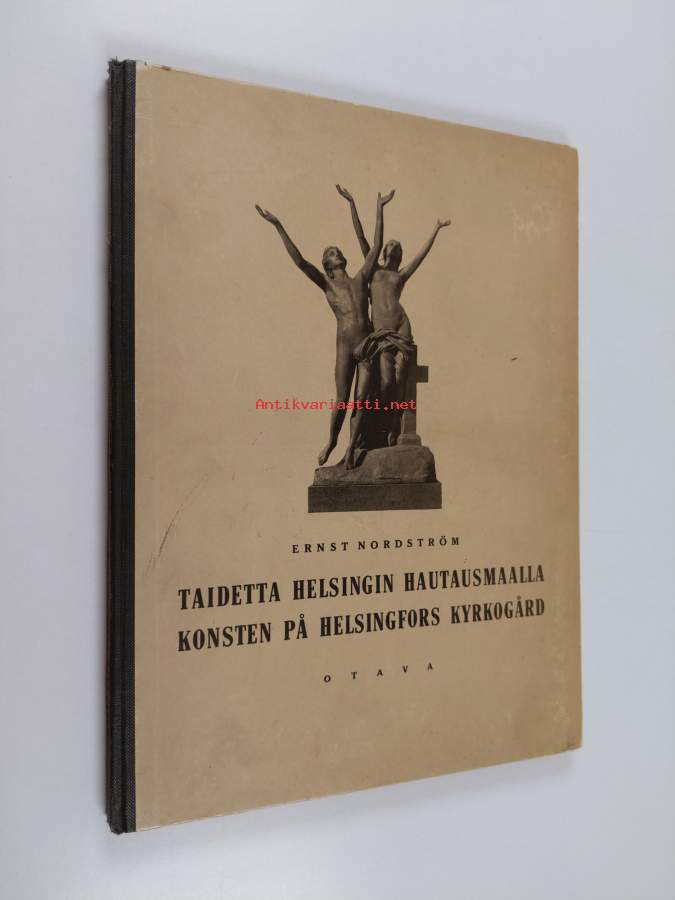 Antikvariaatti.net
ERNST NORDSTRÖM
TAIDETTA HELSINGIN HAUTAUSMAALLA
KONSTEN PÅ HELSINGFORS KYRKOGÅRD
OTAVA